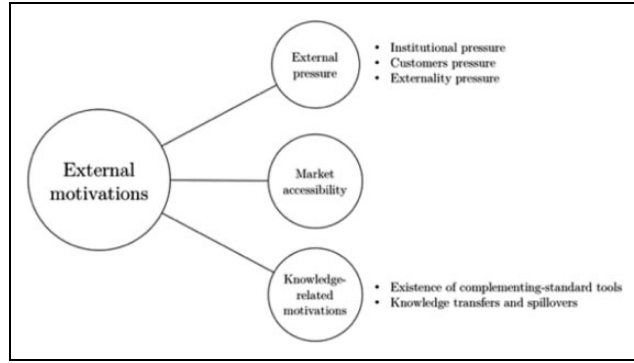 External
pressure
• Institutional pressure
• Customers pressure
• Externality pressure
External
motivations
Market
accessibility
Knowledge-
related
motivations
• Existence of complementing-standard tools
• Knowledge transfers and spillovers